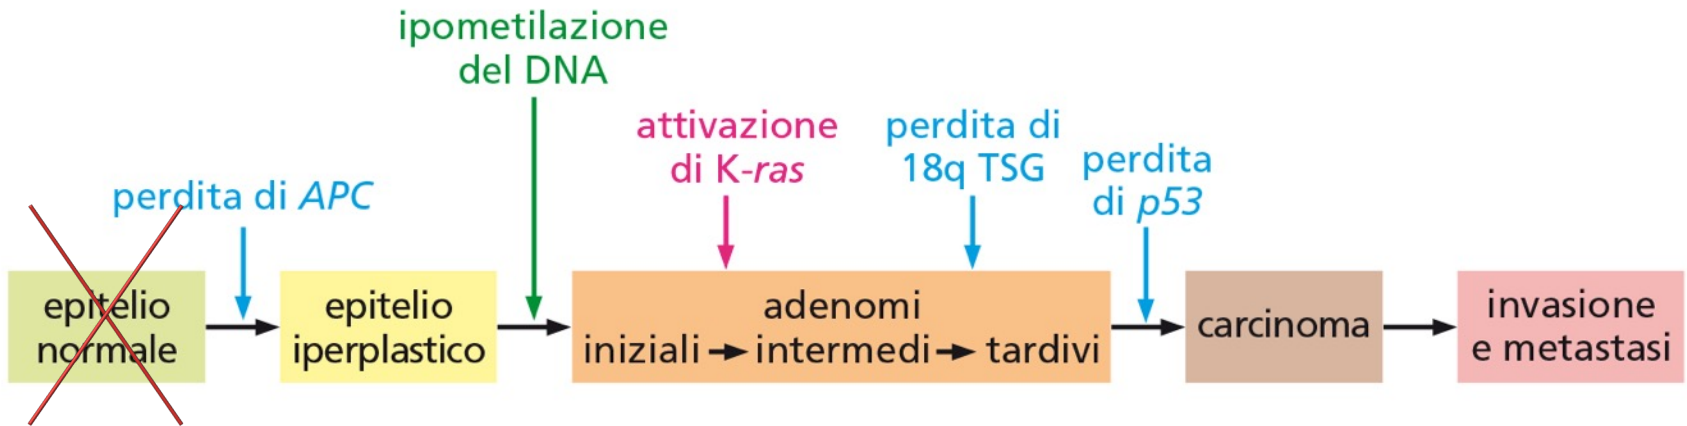 ipometilazione
del DNA
attivazione
di K-ras
perdita di
18q TSG
perdita
di p53
perdita di APC
epitelio
normale
epitelio
iperplastico
adenomi
iniziali → intermedi → tardivi
carcinoma
invasione
e metastasi